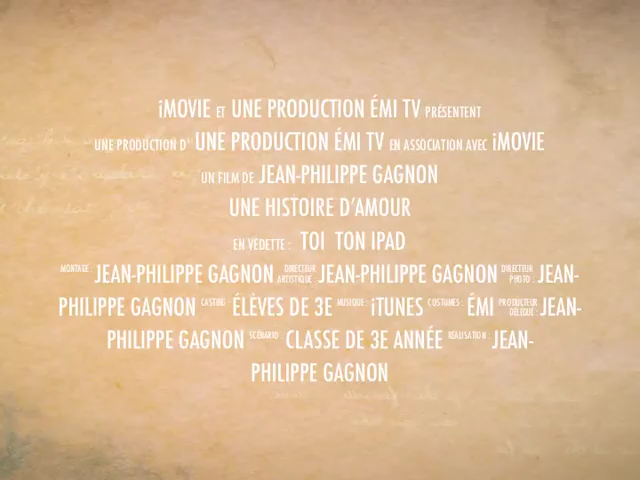 iMOVIE ET UNE PRODUCTION ÉMI TV PRÉSENTENT
UNE PRODUCTION D' UNE PRODUCTION ÉMI TV EN ASSOCIATION AVEC iMOVIE
UN FILM DE JEAN-PHILIPPE GAGNON
UNE HISTOIRE D'AMOUR
EN VEDETTE : TOI TON IPAD
MONTAGE : JEAN-PHILIPPE GAGNON DIRECTEUR ARTISTIQUE : JEAN-PHILIPPE GAGNON DIRECTEUR PHOTO : JEAN-
PHILIPPE GAGNON CASTING : ÉLÈVES DE 3E MUSIQUE : iTUNES COSTUMES : ÉMI PRODUCTEUR DÉLÉGUÉ : JEAN-
PHILIPPE GAGNON SCÉNARIO : CLASSE DE 3E ANNÉE RÉALISATION : JEAN-
PHILIPPE GAGNON